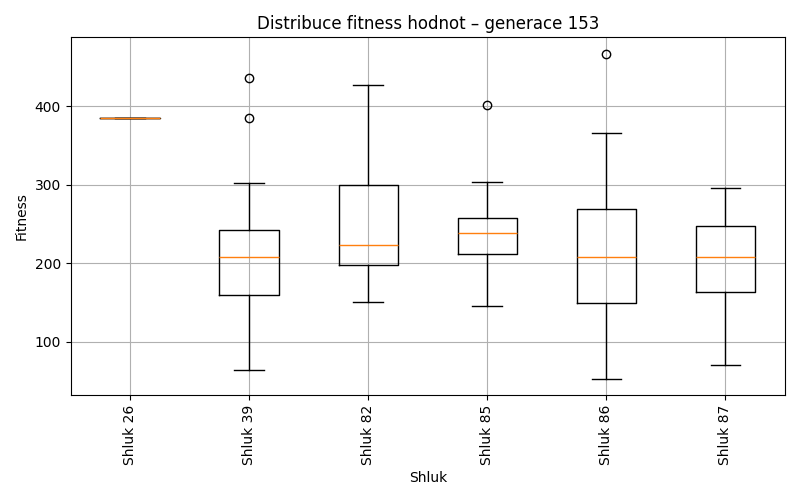 Distribuce fitness hodnot – generace 153
Fitness
400
300
200
100
Shluk 26
Shluk 39
Shluk 82
Shluk 85
Shluk 86
Shluk 87
Shluk